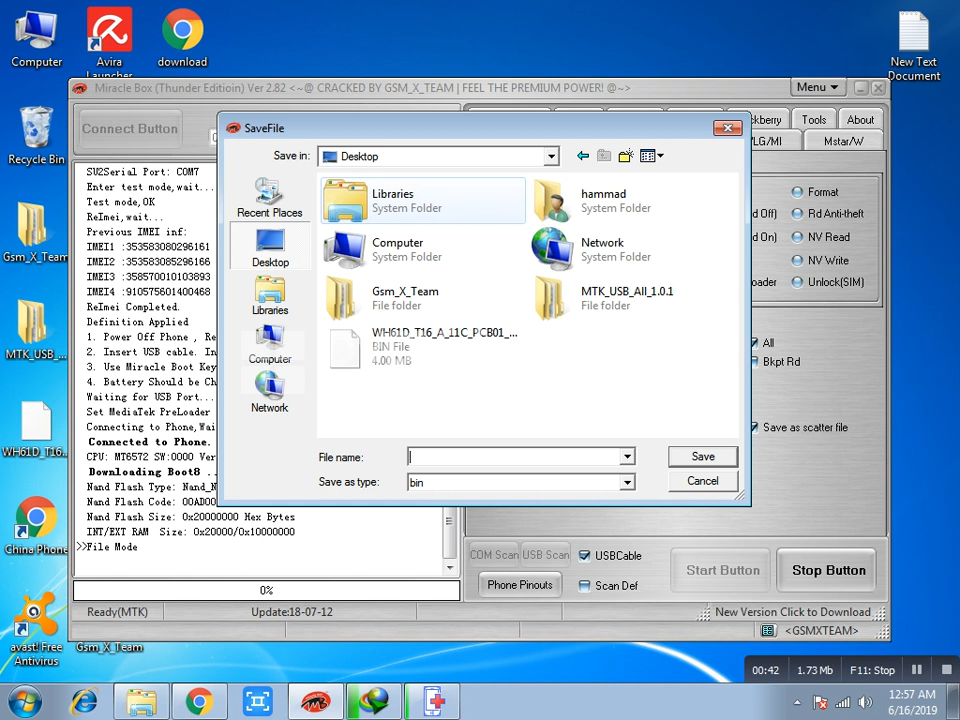 Computer
Avira
Launcher
download
New Text
Document
Recycle Bin
Gsm_X_Team
MTK_USB_...
WH61D_T16...
China Phone
avast! Free
Antivirus
Gsm_X_Team
Miracle Box (Thunder Editioin) Ver 2.82 <~@ CRACKED BY GSM_X_TEAM | FEEL THE PREMIUM POWER! @~>
Menu
Connect Button
kberry
Tools
About
/LG/MI
Mstar/W
SU2Serial Port: COM7
Enter test mode,wait...
Test mode,OK
ReImei,wait...
Previous IMEI inf:
IMEI1 :353583080296161
IMEI2 :353585080296166
IMEI3 :358570010103893
IMEI4 :910575601400468
ReImei Completed.
Definition Applied
1. Power Off Phone , Re
2. Insert USB cable. In
3. Use Miracle Boot Key
4. Battery Should be Ch
Waiting for USB Port...
Set MediaTek PreLoader
Connecting to Phone,Wai
Connected to Phone.
CPU: MT6572 SW:0000 Ver
Downloading Boot8 ..
Nand Flash Type: Nand_N
Nand Flash Code: 00AD00
Nand Flash Size: 0x20000000 Hex Bytes
INT/EXT RAM  Size: 0x20000/0x10000000
>>File Mode
0%
SaveFile
Save in:
Desktop
Recent Places
Desktop
Libraries
Computer
Network
Libraries
System Folder
hammad
System Folder
Computer
System Folder
Network
System Folder
Gsm_X_Team
File folder
MTK_USB_All_1.0.1
File folder
WH61D_T16_A_11C_PCB01_...
BIN File
4.00 MB
File name:
Save
Save as type:
bin
Cancel
Format
d Off)
Rd Anti-theft
d On)
NV Read
NV Write
oader
Unlock(SIM)
All
Bkpt Rd
Save as scatter file
COM Scan
USB Scan
USBCable
Phone Pinouts
Scan Def
Start Button
Stop Button
Ready(MTK)
Update:18-07-12
New Version Click to Download
<GSMXTEAM>
00:42
1.73 Mb
F11: Stop
12:57 AM
6/16/2019